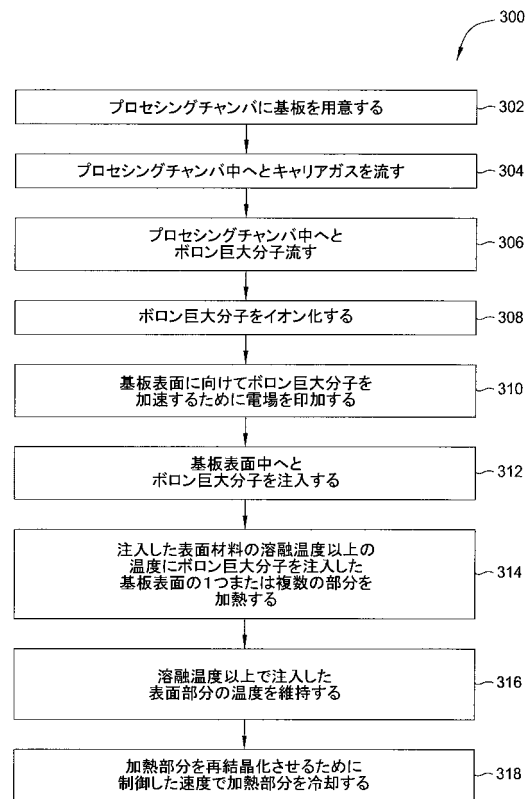 300
プロセシングチャンバに基板を用意する
302
プロセシングチャンバ中へとキャリアガスを流す
304
プロセシングチャンバ中へと
ボロン巨大分子流す
306
ボロン巨大分子をイオン化する
308
基板表面に向けてボロン巨大分子を
加速するために電場を印加する
310
基板表面中へと
ボロン巨大分子を注入する
312
注入した表面材料の溶融温度以上の
温度にボロン巨大分子を注入した
基板表面の1つまたは複数の部分を
加熱する
314
溶融温度以上で注入した
表面部分の温度を維持する
316
加熱部分を再結晶化させるために
制御した速度で加熱部分を冷却する
318